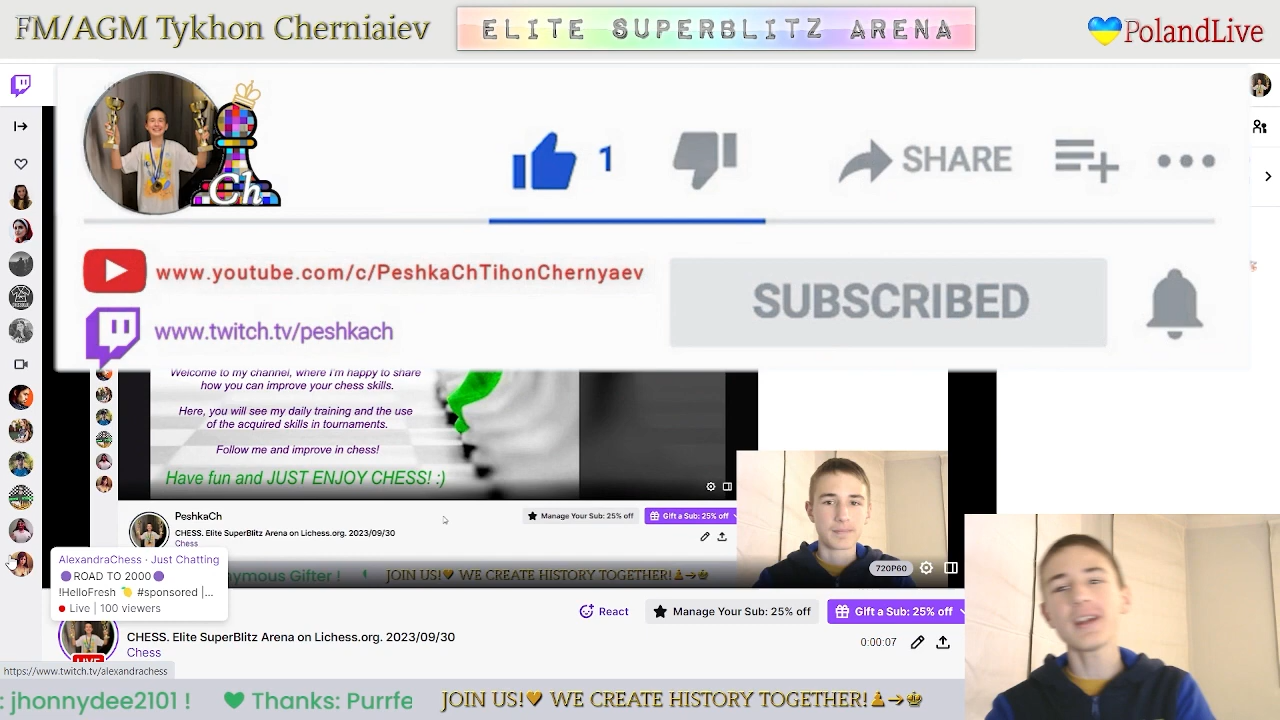 FM/AGM Tykhon Cherniaiev
ELITE SUPERBLITZ ARENA
PolandLive
Ch
1
SHARE
www.youtube.com/c/PeshkaChTihonChernyaev
SUBSCRIBED
www.twitch.tv/peshkach
Welcome to my channel, where I'm happy to share
how you can improve your chess skills.
Here, you will see my daily training and the use
of the acquired skills in tournaments.
Follow me and improve in chess!
Have fun and JUST ENJOY CHESS! :)
PeshkaCh
Manage Your Sub: 25% off
Gift a Sub: 25% off
CHESS. Elite SuperBlitz Arena on Lichess.org. 2023/09/30
Chess
AlexandraChess · Just Chatting
ROAD TO 2000
!HelloFresh 🍋 #sponsored |...
Live | 100 viewers
nymous Gifter !
JOIN US! WE CREATE HISTORY TOGETHER!
720P60
React
Manage Your Sub: 25% off
Gift a Sub: 25% off
CHESS. Elite SuperBlitz Arena on Lichess.org. 2023/09/30
0:00:07
Chess
LIVE
https://www.twitch.tv/alexandrachess
: jhonnydee2101 !
Thanks: Purrfe
JOIN US! WE CREATE HISTORY TOGETHER!